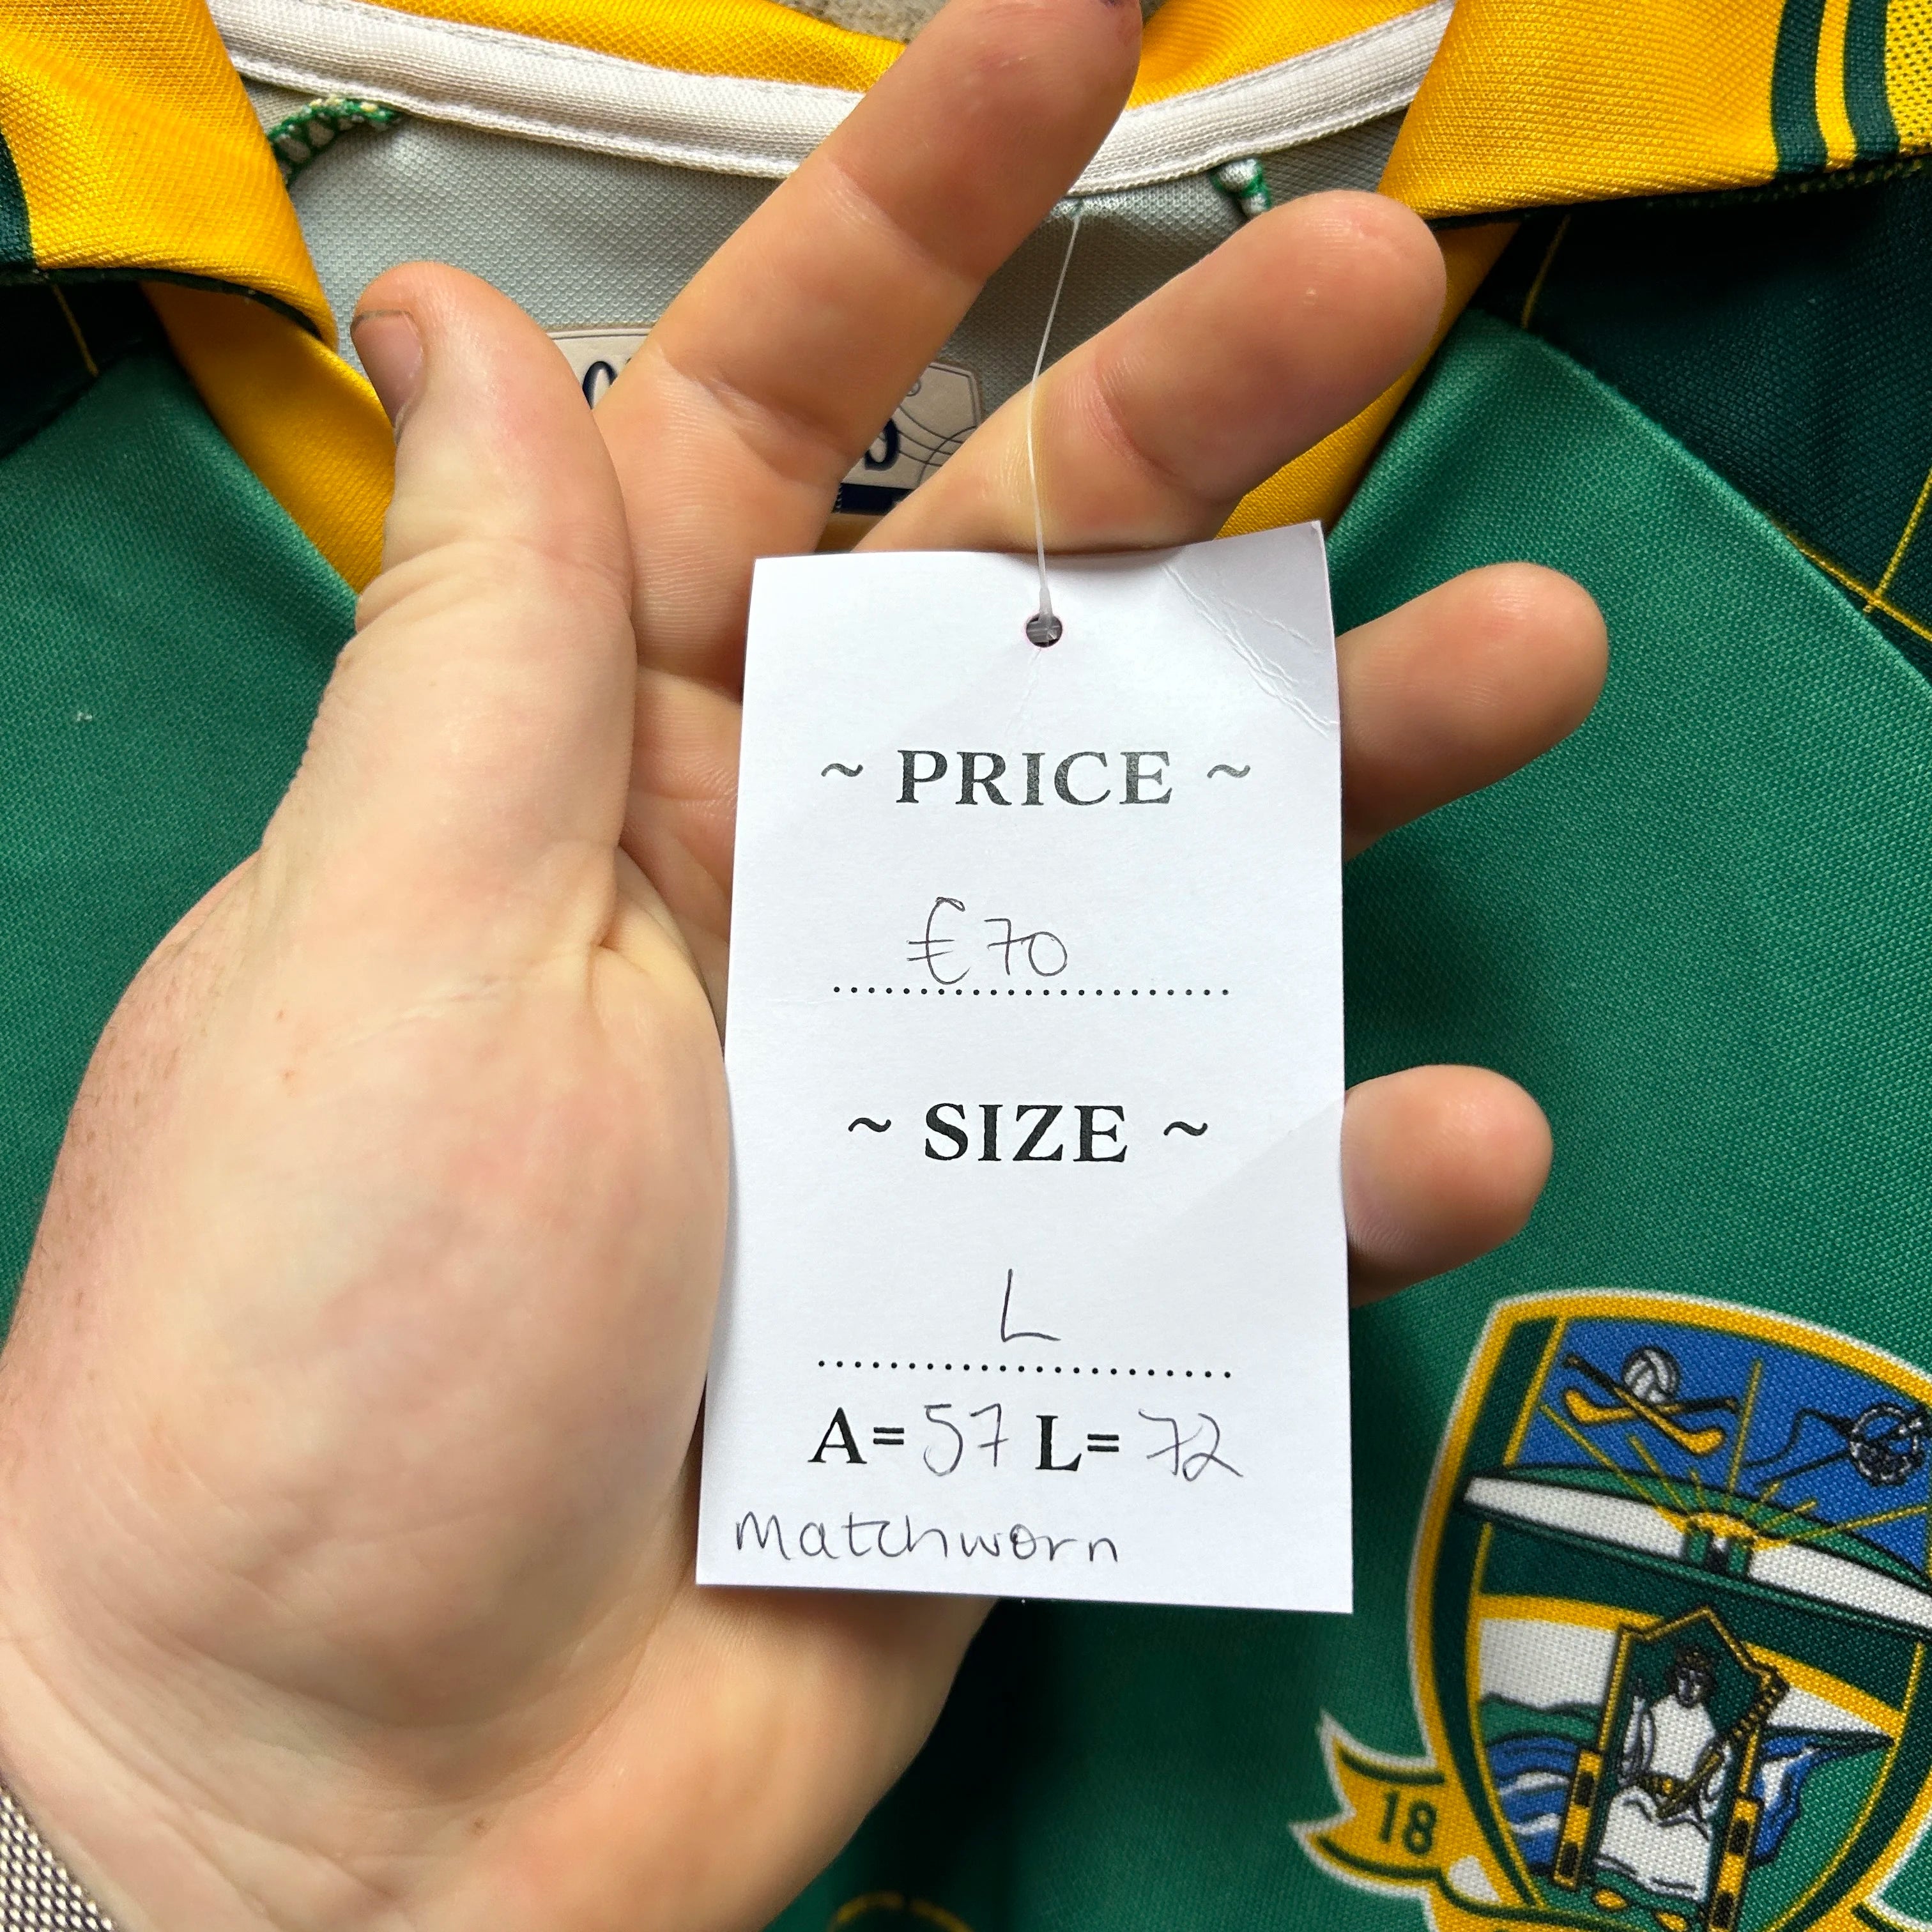 ~ PRICE ~
€70
~ SIZE ~
L
A= 57 L= 72
Matchworn
18